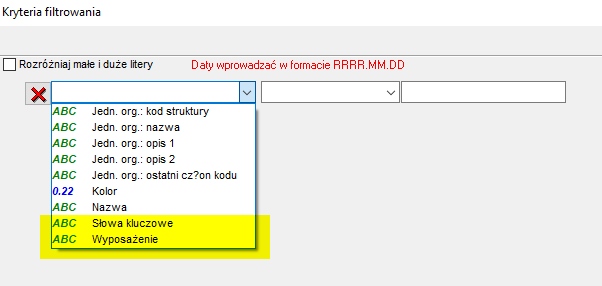 Kryteria filtrowania
Rozróżniaj małe i duże litery Daty wprowadzać w formacie RRRR.MM.DD
ABC Jedn. org.: kod struktury
ABC Jedn. org.: nazwa
ABC Jedn. org.: opis 1
ABC Jedn. org.: opis 2
ABC Jedn. org.: ostatni cz?on kodu
0.22 Kolor
ABC Nazwa
ABC Słowa kluczowe
ABC Wyposażenie